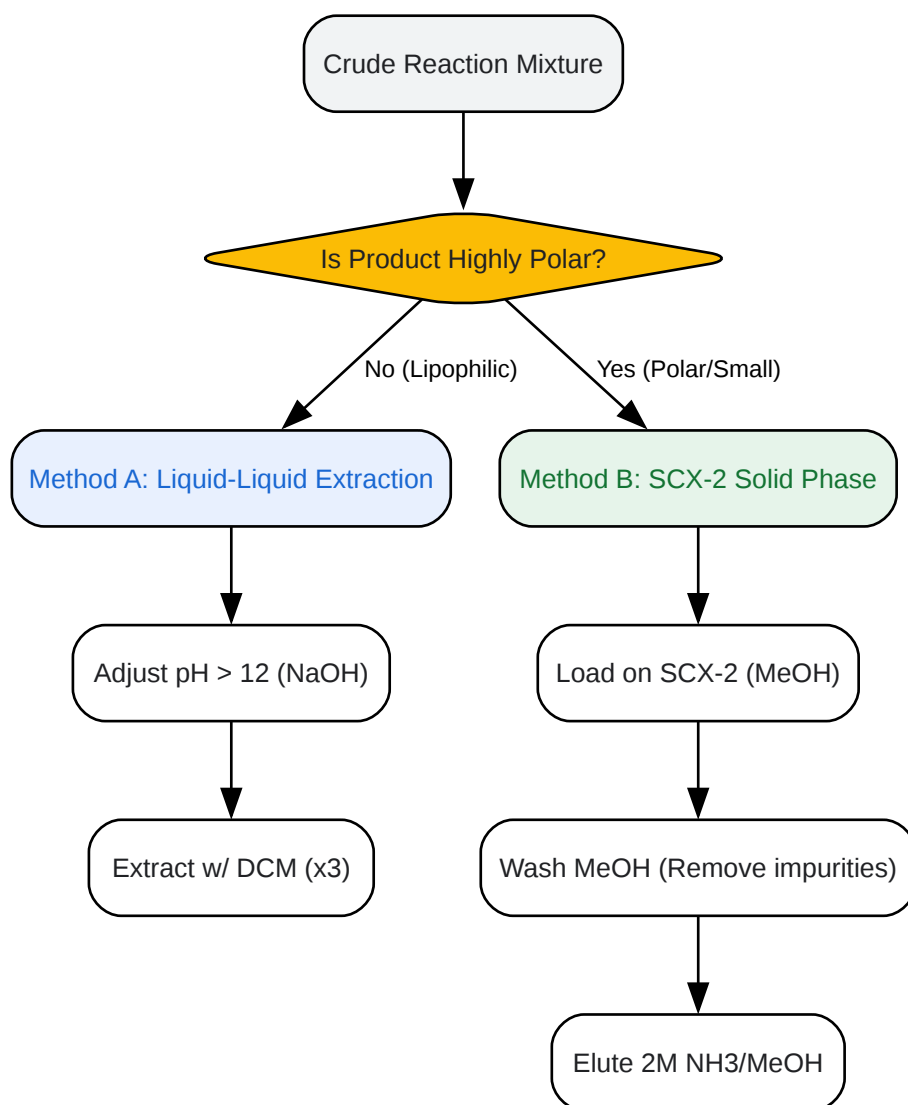 Crude Reaction Mixture
Is Product Highly Polar?
No (Lipophilic)
Yes (Polar/Small)
Method A: Liquid-Liquid Extraction
Method B: SCX-2 Solid Phase
Adjust pH > 12 (NaOH)
Load on SCX-2 (MeOH)
Extract w/ DCM (x3)
Wash MeOH (Remove impurities)
Elute 2M NH3/MeOH